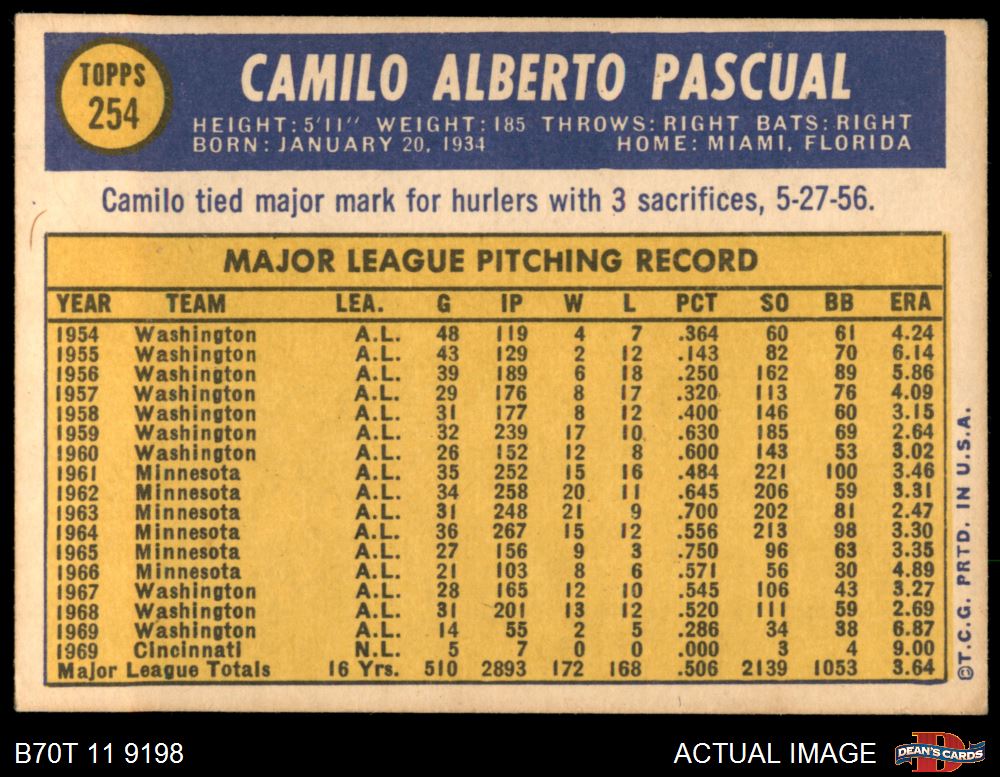 TOPPS
254
CAMILO ALBERTO PASCUAL
HEIGHT: 5'11" WEIGHT: 185 THROWS: RIGHT BATS: RIGHT
BORN: JANUARY 20, 1934 HOME: MIAMI, FLORIDA
Camilo tied major mark for hurlers with 3 sacrifices, 5-27-56.
MAJOR LEAGUE PITCHING RECORD
YEAR TEAM LEA. G IP W L PCT SO BB ERA
1954 Washington A.L. 48 119 4 7 .364 60 61 4.24
1955 Washington A.L. 43 129 2 12 .143 82 70 6.14
1956 Washington A.L. 39 189 6 18 .250 162 89 5.86
1957 Washington A.L. 29 176 8 17 .320 113 76 4.09
1958 Washington A.L. 31 177 8 12 .400 146 60 3.15
1959 Washington A.L. 32 239 17 10 .630 185 69 2.64
1960 Washington A.L. 26 152 12 8 .600 143 53 3.02
1961 Minnesota A.L. 35 252 15 16 .484 221 100 3.46
1962 Minnesota A.L. 34 258 20 11 .645 206 59 3.31
1963 Minnesota A.L. 31 248 21 9 .700 202 81 2.47
1964 Minnesota A.L. 36 267 15 12 .556 213 98 3.30
1965 Minnesota A.L. 27 156 9 3 .750 96 63 3.35
1966 Minnesota A.L. 21 103 8 6 .571 56 30 4.89
1967 Washington A.L. 28 165 12 10 .545 106 43 3.27
1968 Washington A.L. 31 201 13 12 .520 111 59 2.69
1969 Washington A.L. 14 55 2 5 .286 34 38 6.87
1969 Cincinnati N.L. 5 7 0 0 .000 3 4 9.00
Major League Totals 16 Yrs. 510 2893 172 168 .506 2139 1053 3.64
©T.C.G. PRTD. IN U.S.A.
B70T 11 9198
ACTUAL IMAGE
DEAN'S CARDS